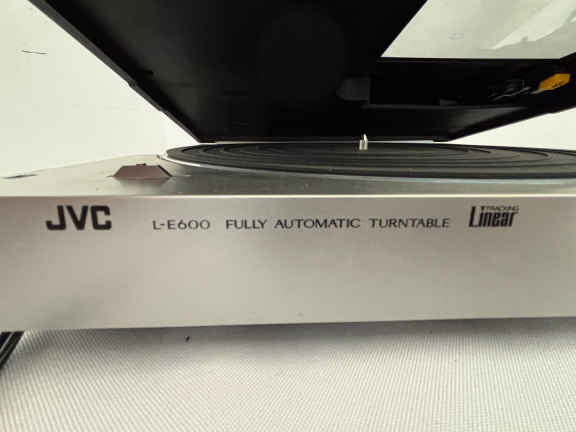 JVC L-E600 FULLY AUTOMATIC TURNTABLE TRACKING Linear